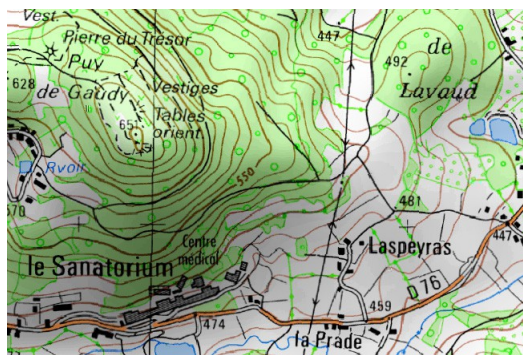 Vest.
Pierre du Trésor
447
de
492
Puy
628
de Gaudy
Vestiges
Lavaud
651
Tables
orient.
Rvoir
550
570
481
Centre
médical
447
Laspeyras
le Sanatorium
D 76
459
474
la Prade